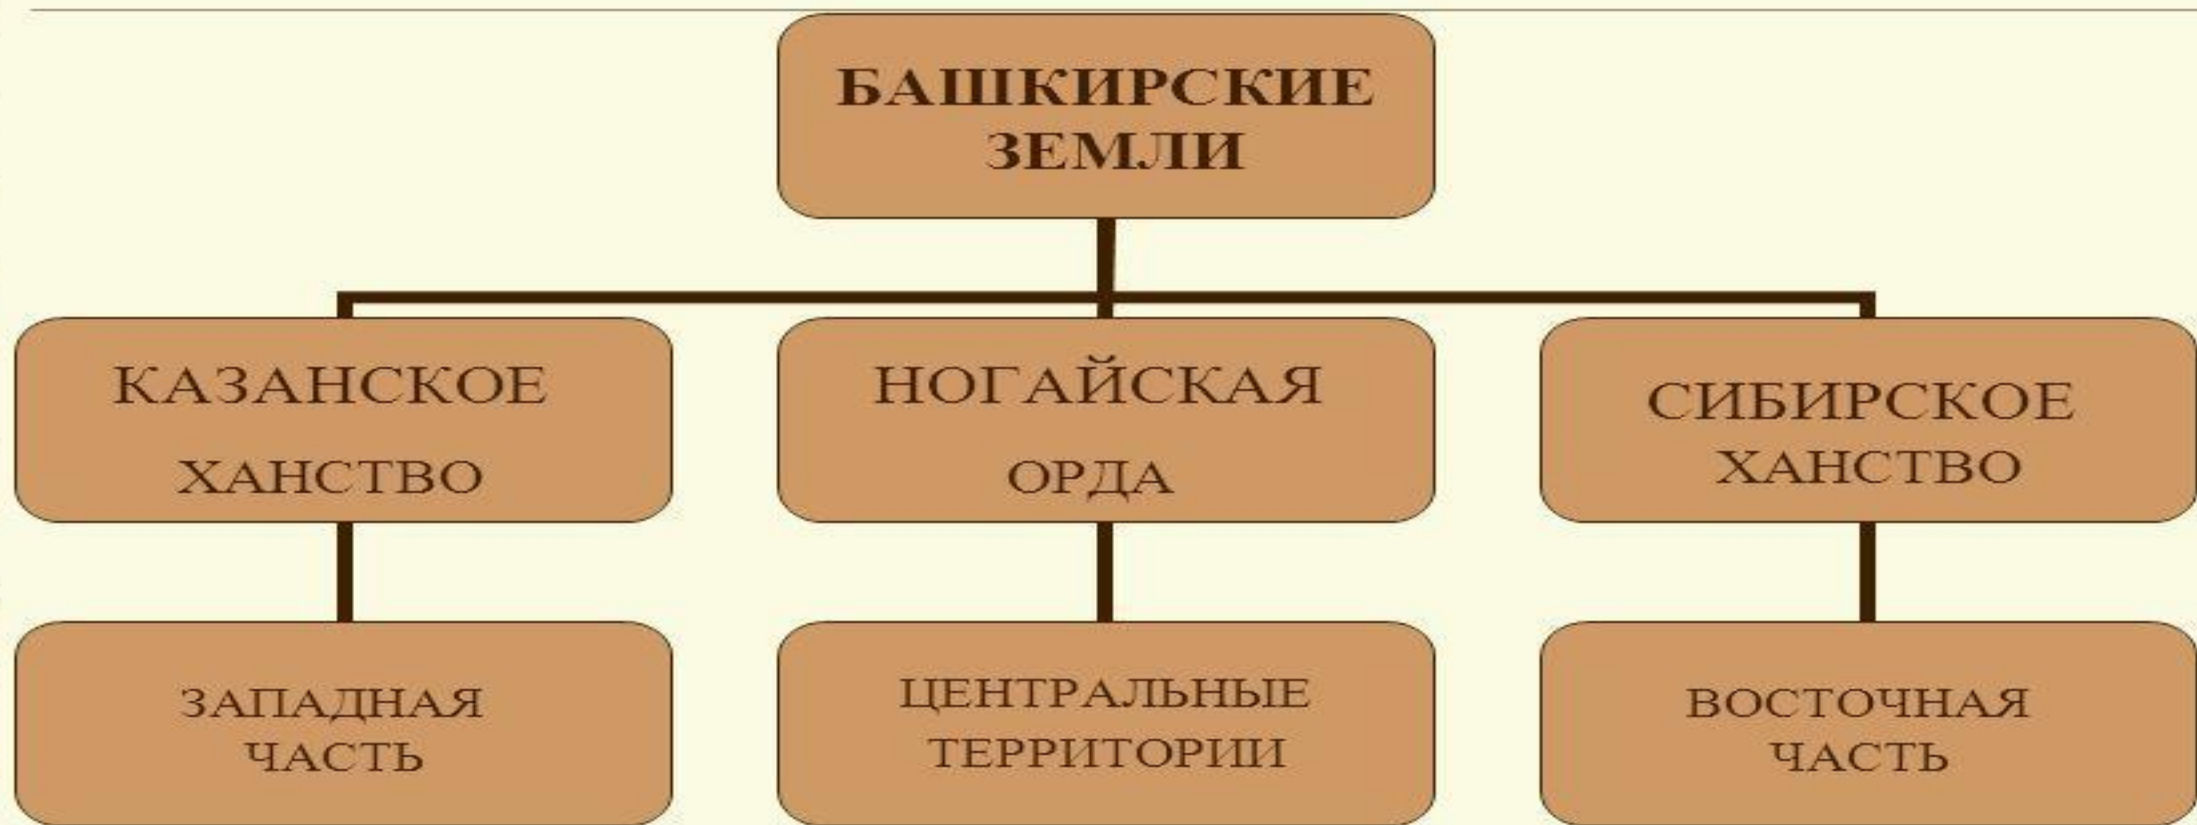 БАШКИРСКИЕ
ЗЕМЛИ
КАЗАНСКОЕ
ХАНСТВО
НОГАЙСКАЯ
ОРДА
СИБИРСКОЕ
ХАНСТВО
ЗАПАДНАЯ
ЧАСТЬ
ЦЕНТРАЛЬНЫЕ
ТЕРРИТОРИИ
ВОСТОЧНАЯ
ЧАСТЬ